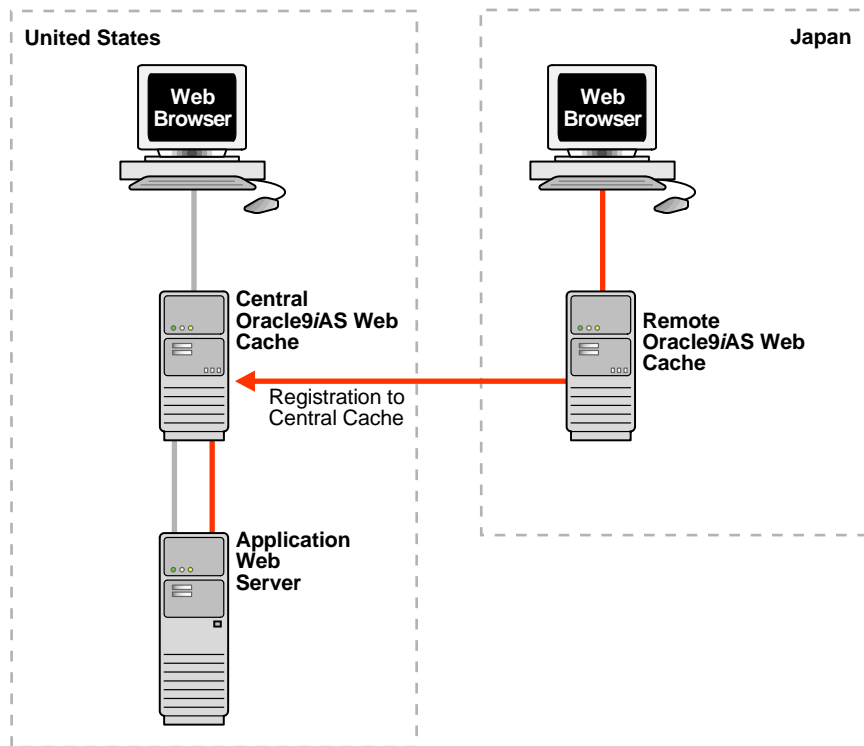 United States
Japan
Web
Browser
Web
Browser
Central
Oracle9iAS Web
Cache
Remote
Oracle9iAS Web
Cache
Registration to
Central Cache
Application
Web
Server